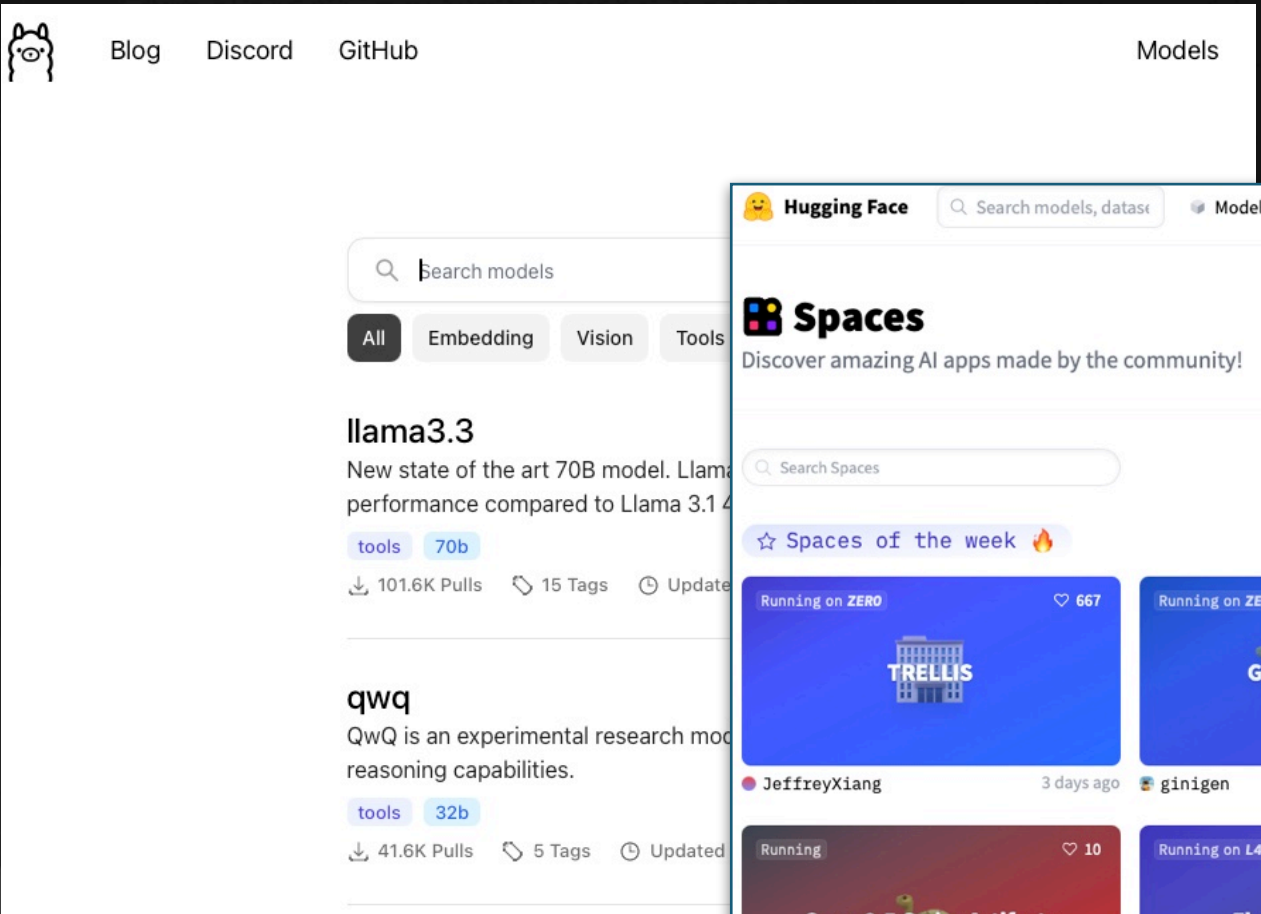 Blog Discord GitHub Models
Search models
All Embedding Vision Tools
llama3.3
New state of the art 70B model.
performance compared to Llama 3.1
tools 70b
101.6K Pulls 15 Tags
qwq
QwQ is an experimental research
reasoning capabilities.
tools 32b
41.6K Pulls 5 Tags Updated
Hugging Face Search models,
Spaces
Discover amazing AI apps made by the community!
Search Spaces
Spaces of the week
Running on ZERO 667 Running on
TRELLIS
JeffreyXiang 3 days ago ginigen
Running 10 Running on